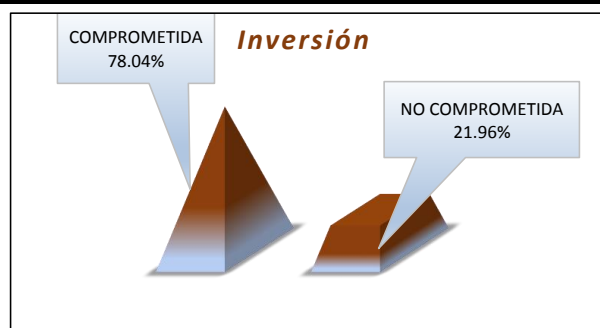 Inversión
COMPROMETIDA
78.04%
NO COMPROMETIDA
21.96%